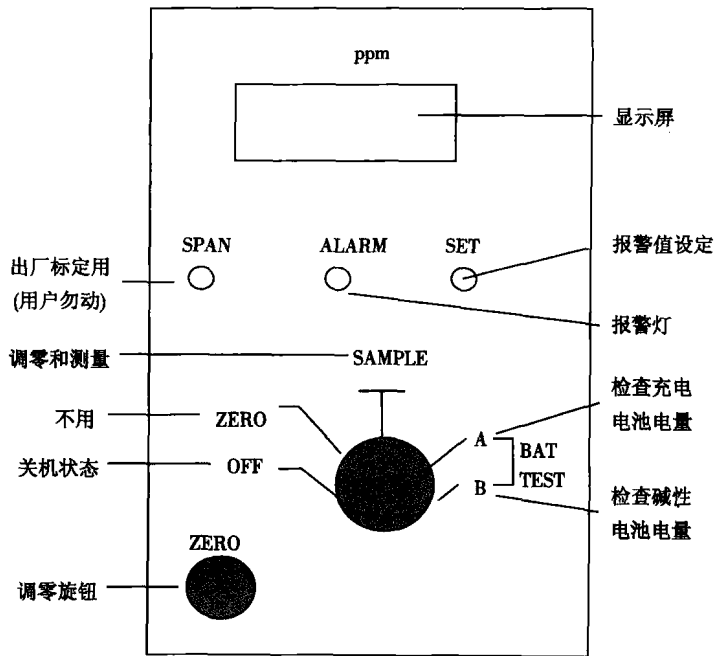 ppm
显示屏
SPAN
ALARM
SET
报警值设定
出厂标定用
(用户勿动)
报警灯
调零和测量
SAMPLE
检查充电
电池电量
不用
ZERO
A
BAT
关机状态
OFF
TEST
B
检查碱性
电池电量
ZERO
调零旋钮